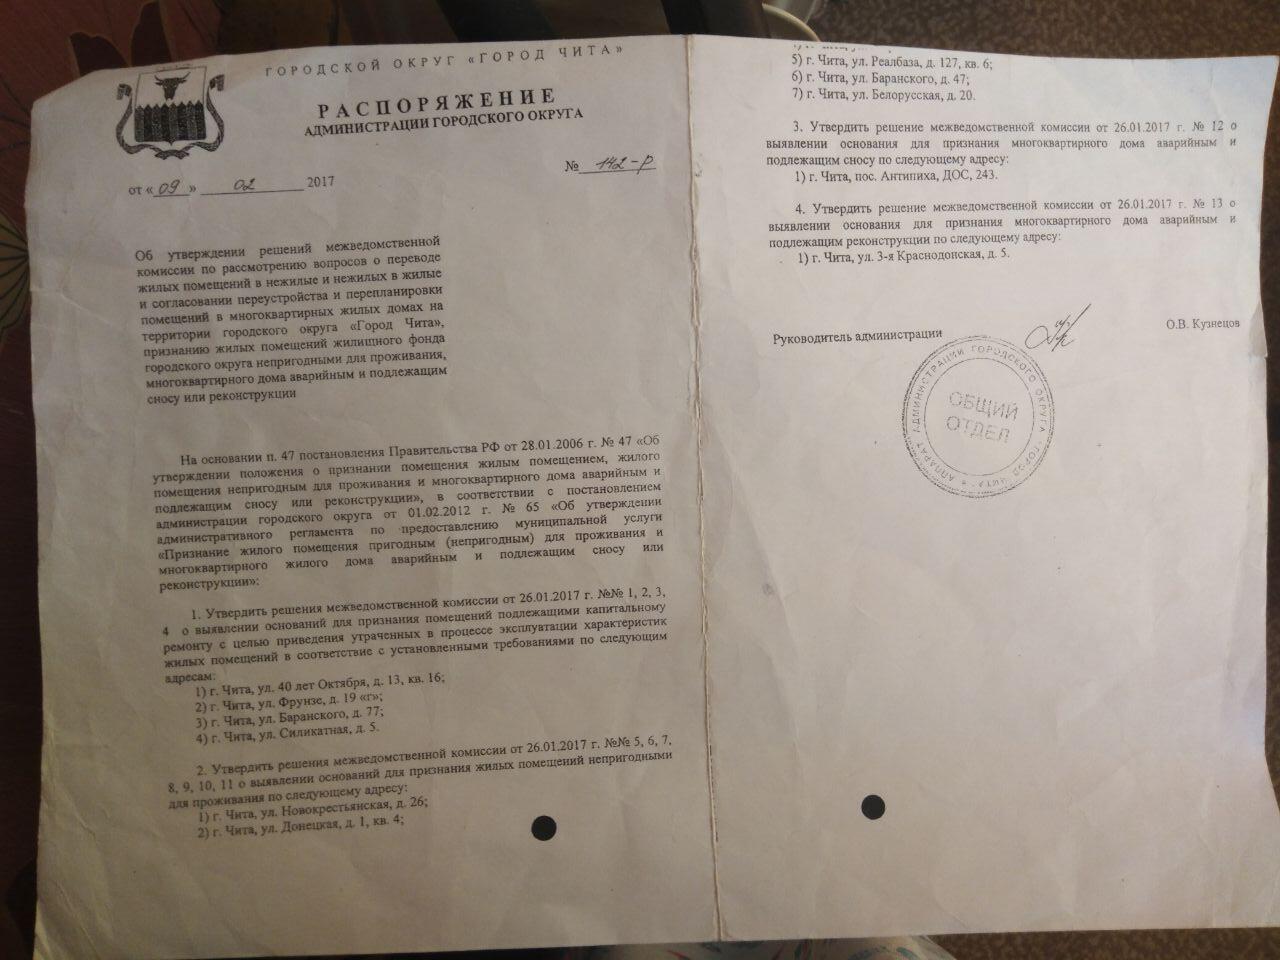 ГОРОДСКОЙ ОКРУГ «ГОРОД ЧИТА»
РАСПОРЯЖЕНИЕ
АДМИНИСТРАЦИИ ГОРОДСКОГО ОКРУГА
от «09» 02 2017
№ 142-р
Об утверждении решений межведомственной
комиссии по рассмотрению вопросов о переводе
жилых помещений в нежилые и нежилых в жилые
и согласовании переустройства и перепланировки
помещений в многоквартирных жилых домах на
территории городского округа «Город Чита»,
признанию жилых помещений жилищного фонда
городского округа непригодными для проживания,
многоквартирного дома аварийным и подлежащим
сносу или реконструкции
На основании п. 47 постановления Правительства РФ от 28.01.2006 г. № 47 «Об
утверждении положения о признании помещения жилым помещением, жилого
помещения непригодным для проживания и многоквартирного дома аварийным и
подлежащим сносу или реконструкции», в соответствии с постановлением
администрации городского округа от 01.02.2012 г. № 65 «Об утверждении
административного регламента по предоставлению муниципальной услуги
«Признание жилого помещения пригодным (непригодным) для проживания и
многоквартирного жилого дома аварийным и подлежащим сносу или
реконструкции»:
1. Утвердить решения межведомственной комиссии от 26.01.2017 г. №№ 1, 2, 3,
4 о выявлении оснований для признания помещений подлежащими капитальному
ремонту с целью приведения утраченных в процессе эксплуатации характеристик
жилых помещений в соответствие с установленными требованиями по следующим
адресам:
1) г. Чита, ул. 40 лет Октября, д. 13, кв. 16;
2) г. Чита, ул. Фрунзе, д. 19 «г»;
3) г. Чита, ул. Баранского, д. 77;
4) г. Чита, ул. Силикатная, д. 5.
2. Утвердить решения межведомственной комиссии от 26.01.2017 г. №№ 5, 6, 7,
8, 9, 10, 11 о выявлении оснований для признания жилых помещений непригодными
для проживания по следующему адресу:
1) г. Чита, ул. Новокрестьянская, д. 26;
2) г. Чита, ул. Донецкая, д. 1, кв. 4;
5) г. Чита, ул. Реалбаза, д. 127, кв. 6;
6) г. Чита, ул. Баранского, д. 47;
7) г. Чита, ул. Белорусская, д. 20.
3. Утвердить решение межведомственной комиссии от 26.01.2017 г. № 12 о
выявлении основания для признания многоквартирного дома аварийным и
подлежащим сносу по следующему адресу:
1) г. Чита, пос. Антипиха, ДОС, 243.
4. Утвердить решение межведомственной комиссии от 26.01.2017 г. № 13 о
выявлении основания для признания многоквартирного дома аварийным и
подлежащим реконструкции по следующему адресу:
1) г. Чита, ул. 3-я Краснодонская, д. 5.
Руководитель администрации
О.В. Кузнецов
АППАРАТ АДМИНИСТРАЦИИ ГОРОДСКОГО ОКРУГА "ГОРОД ЧИТА"
ОБЩИЙ
ОТДЕЛ